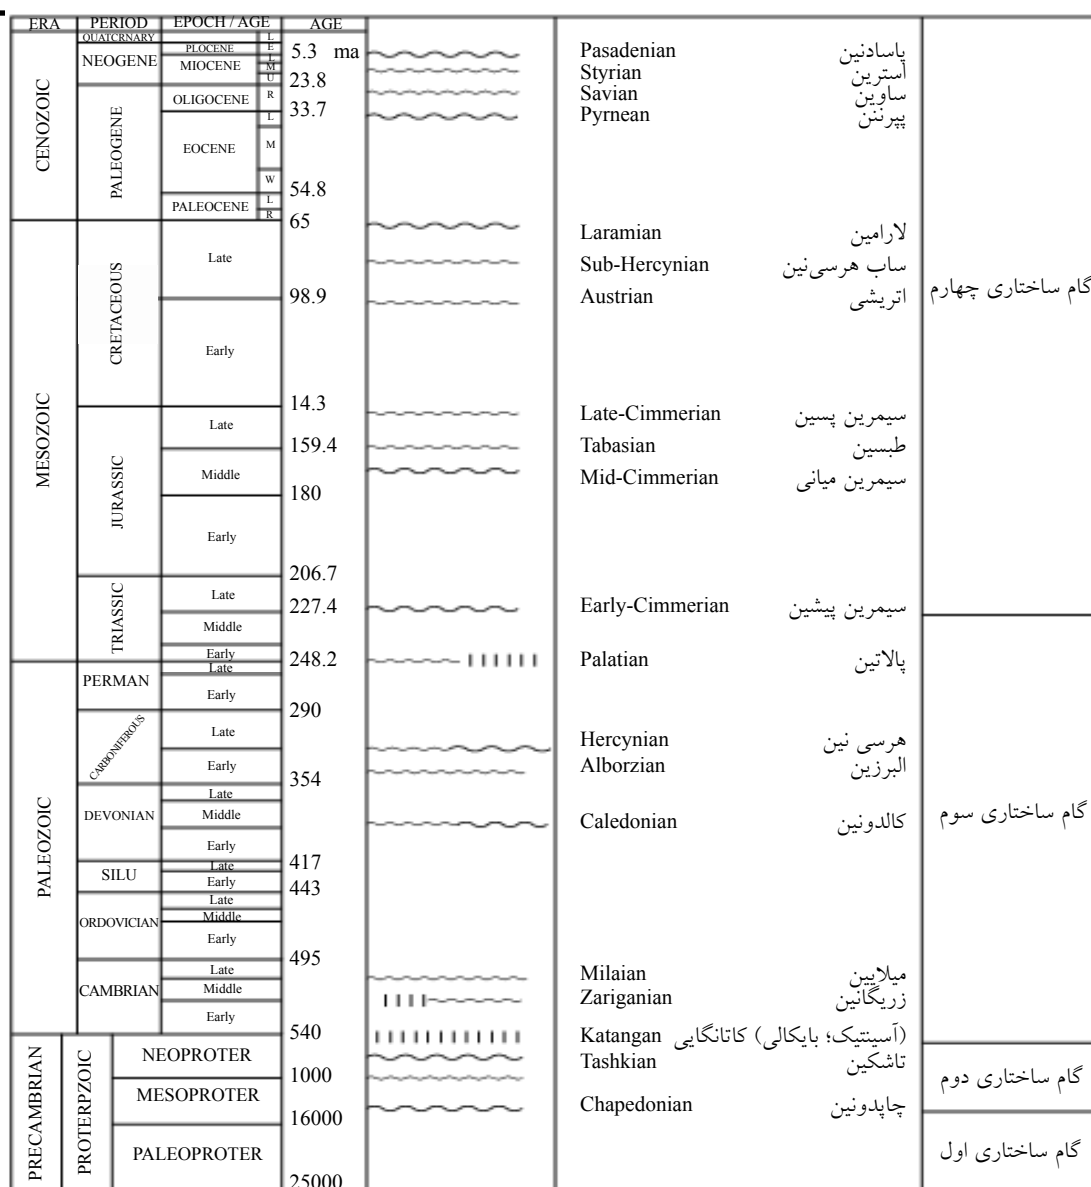 ERA PERIOD EPOCH / AGE AGE
QUATCRNARY L
PLOCENE E 5.3 ma Pasadenian پاسادنین
NEOGENE L
MIOCENE M Styrian استرین
U 23.8 Savian ساوین
OLIGOCENE R
33.7 Pyrnean پیرنئن
L
CENOZOIC PALEOGENE EOCENE M
W
54.8
PALEOCENE L
R
65 Laramian لارامین
Late Sub-Hercynian ساب هرسی‌نین
98.9 Austrian اتریشی گام ساختاری چهارم
CRETACEOUS
Early
14.3 Late-Cimmerian سیمرین پسین
Late
MESOZOIC 159.4 Tabasian طبسین
Middle Mid-Cimmerian سیمرین میانی
180
JURASSIC
Early
206.7
Late
227.4 Early-Cimmerian سیمرین پیشین
TRIASSIC Middle
Early
248.2 Palatian پالاتین
Late
PERMAN
Early
290
Late Hercynian هرسی نین
CARBONIFEROUS
Early Alborzian البرزین
354
Late
DEVONIAN Middle Caledonian کالدونین گام ساختاری سوم
Early
PALEOZOIC
417
Late
SILU Early
443
Late
Middle
ORDOVICIAN
Early
495
Late Milaian میلایین
CAMBRIAN Middle Zariganian زریگانین
Early
540 Katangan کاتانگایی (آسینتیک؛ بایکالی)
NEOPROTER Tashkian تاشکین
1000
PRECAMBRIAN PROTERPZOIC MESOPROTER Chapedonian چاپدونین گام ساختاری دوم
16000
PALEOPROTER گام ساختاری اول
25000